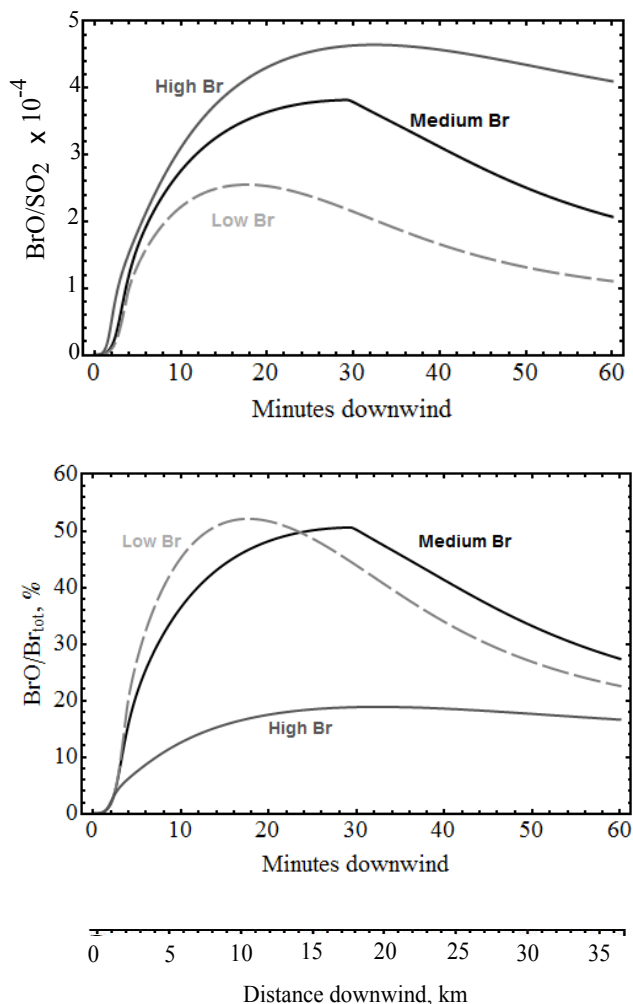 5
4
3
2
1
0
BrO/SO2 x 10-4
High Br
Medium Br
Low Br
0 10 20 30 40 50 60
Minutes downwind
60
50
40
30
20
10
0
BrO/Brtot, %
Low Br
Medium Br
High Br
0 10 20 30 40 50 60
Minutes downwind
0 5 10 15 20 25 30 35
Distance downwind, km